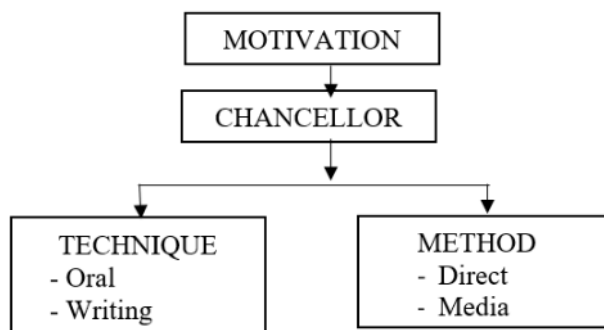 MOTIVATION
CHANCELLOR
TECHNIQUE
- Oral
- Writing
METHOD
- Direct
- Media